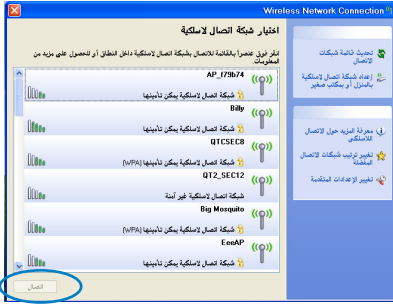 Wireless Network Connection
اختيار شبكة اتصال لاسلكية
انقر فوق عنصراً بالقائمة للاتصال بشبكة اتصال لاسلكية داخل النطاق أو للحصول على مزيد من
المعلومات.
AP_f79b74
شبكة اتصال لاسلكية يمكن تأمينها
Billy
شبكة اتصال لاسلكية يمكن تأمينها
QTCSEC8
شبكة اتصال لاسلكية يمكن تأمينها (WPA)
QT2_SEC12
شبكة اتصال لاسلكية غير آمنة
Big Mosquito
شبكة اتصال لاسلكية يمكن تأمينها (WPA)
EeeAP
شبكة اتصال لاسلكية يمكن تأمينها
اتصال
تحديث قائمة شبكات
الاتصال
إعداد شبكة اتصال لاسلكية
بالمنزل أو بمكتب صغير
معرفة المزيد حول الاتصال
اللاسلكي
تغيير ترتيب شبكات الاتصال
المفضلة
تغيير الإعدادات المتقدمة